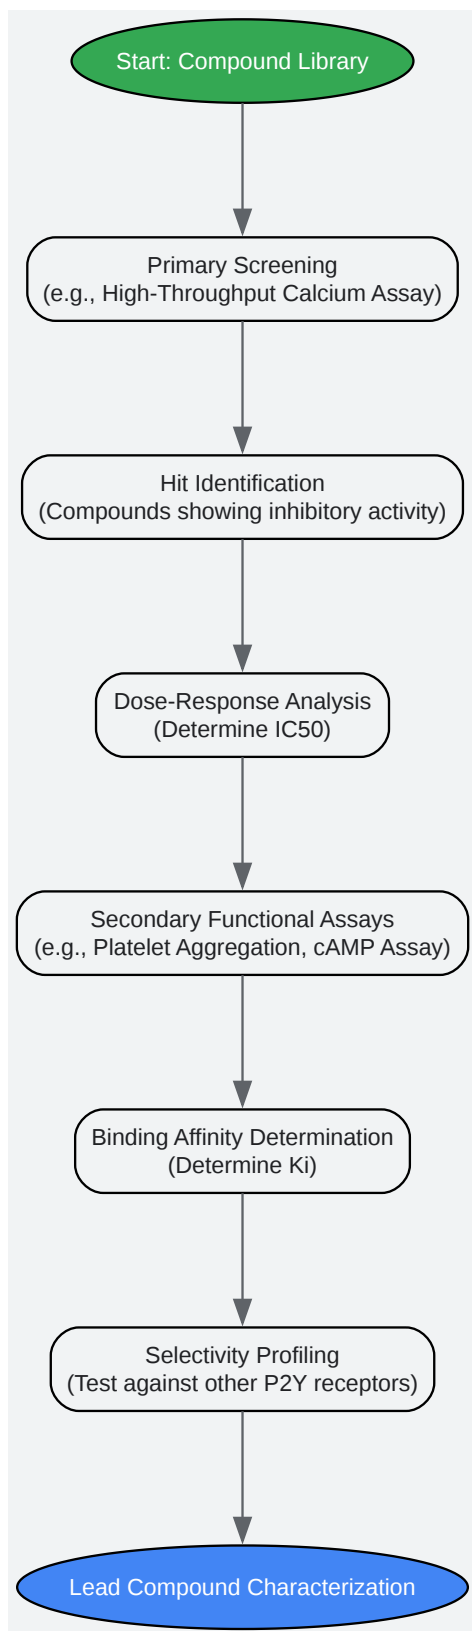 Start: Compound Library
Primary Screening
(e.g., High-Throughput Calcium Assay)
Hit Identification
(Compounds showing inhibitory activity)
Dose-Response Analysis
(Determine IC50)
Secondary Functional Assays
(e.g., Platelet Aggregation, cAMP Assay)
Binding Affinity Determination
(Determine Ki)
Selectivity Profiling
(Test against other P2Y receptors)
Lead Compound Characterization